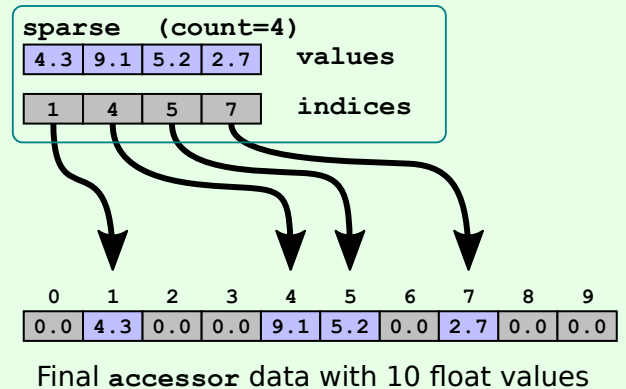 sparse (count=4)
4.3 9.1 5.2 2.7 values
1 4 5 7 indices
0 1 2 3 4 5 6 7 8 9
0.0 4.3 0.0 0.0 9.1 5.2 0.0 2.7 0.0 0.0
Final accessor data with 10 float values